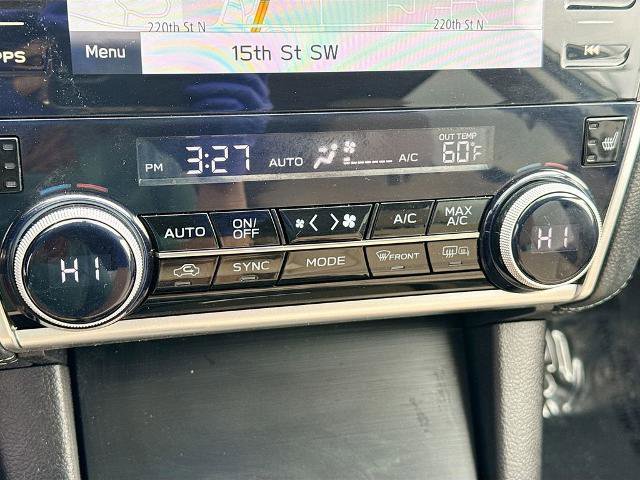 220th St N
220th St N
PPS
Menu
15th St SW
PM 3:27 AUTO A/C OUT TEMP 60°F
AUTO
ON/OFF
A/C
MAX A/C
HI
HI
SYNC
MODE
FRONT